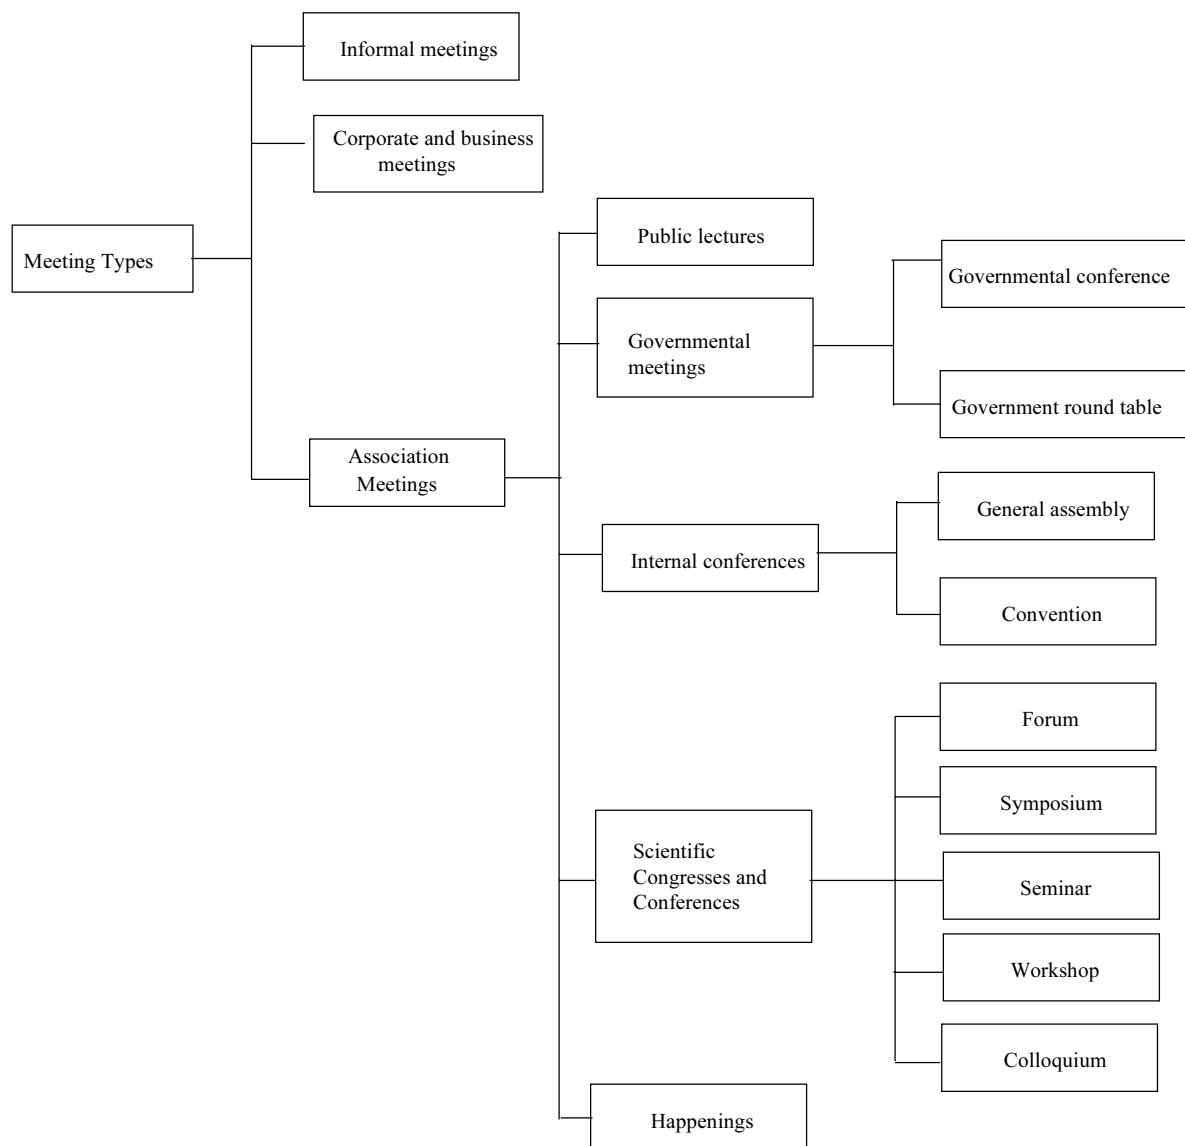 Informal meetings
Corporate and business
meetings
Meeting Types
Public lectures
Governmental conference
Governmental
meetings
Government round table
Association
Meetings
General assembly
Internal conferences
Convention
Forum
Symposium
Scientific
Congresses and
Conferences
Seminar
Workshop
Colloquium
Happenings